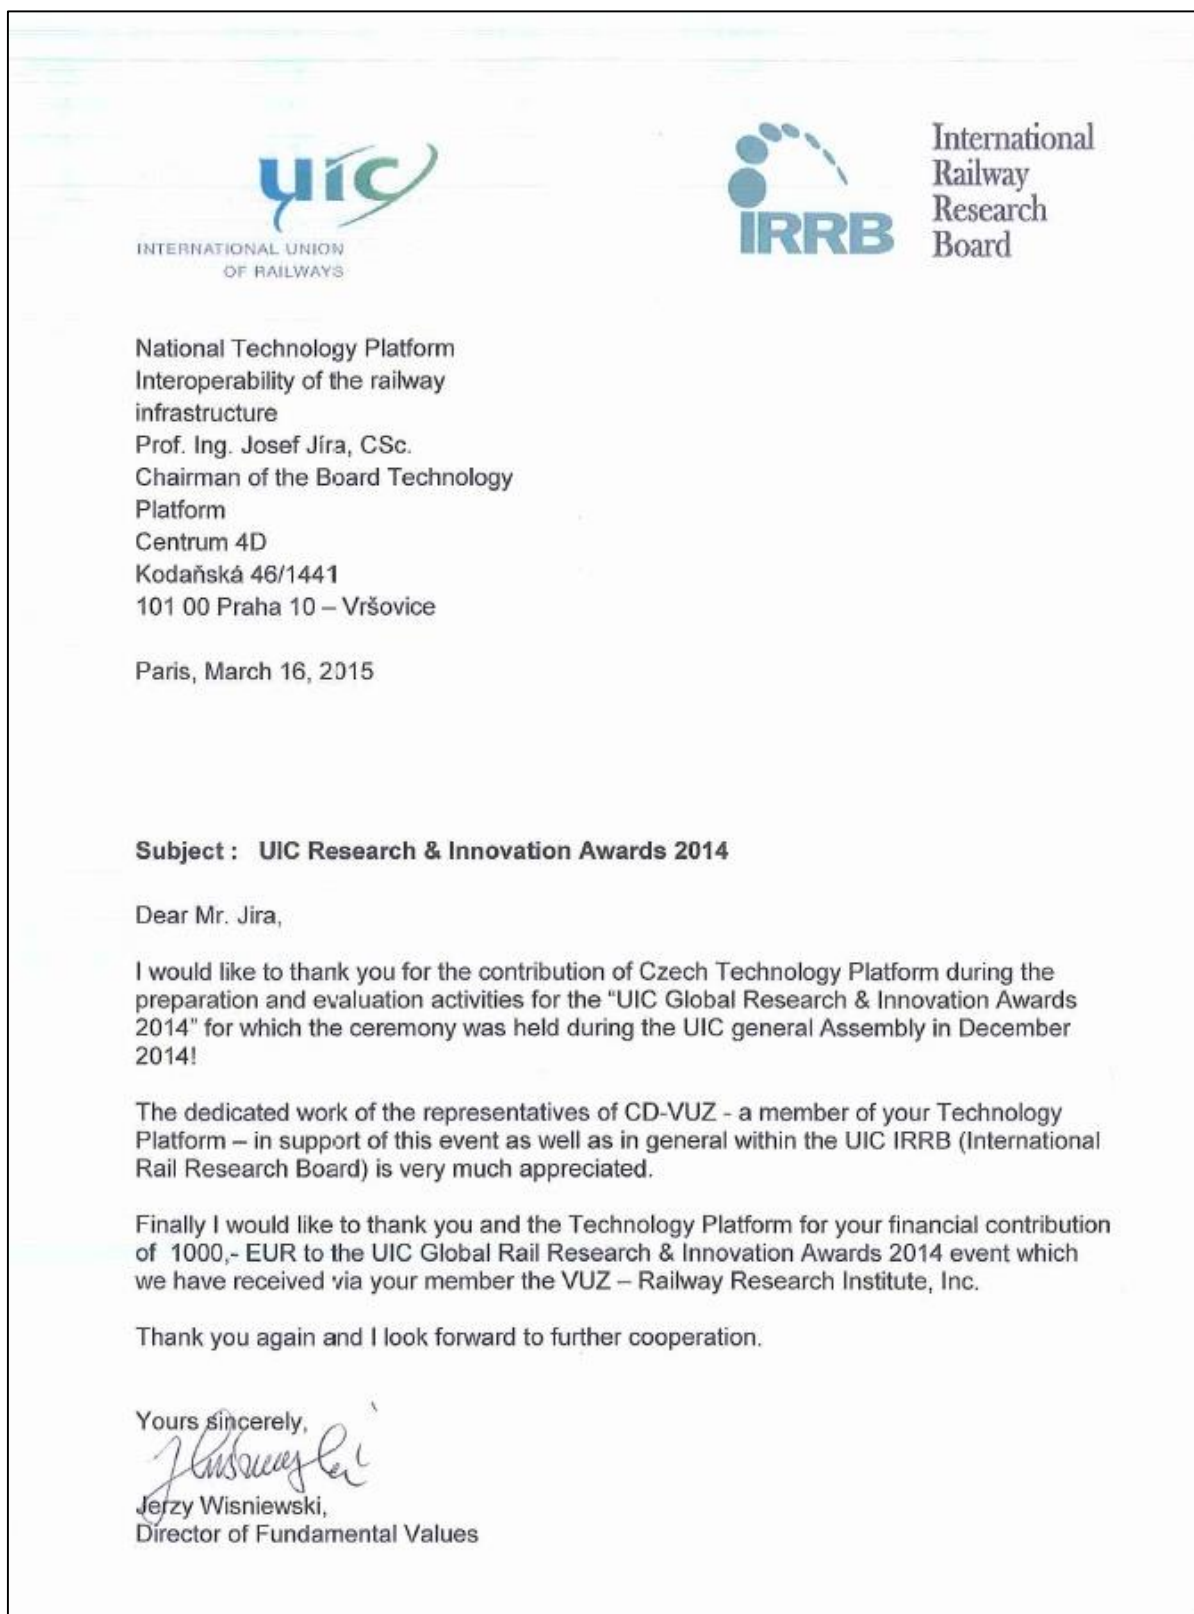 uic
INTERNATIONAL UNION
OF RAILWAYS
IRRB
International
Railway
Research
Board
National Technology Platform
Interoperability of the railway
infrastructure
Prof. Ing. Josef Jíra, CSc.
Chairman of the Board Technology
Platform
Centrum 4D
Kodaňská 46/1441
101 00 Praha 10 – Vršovice
Paris, March 16, 2015
Subject : UIC Research & Innovation Awards 2014
Dear Mr. Jira,
I would like to thank you for the contribution of Czech Technology Platform during the
preparation and evaluation activities for the “UIC Global Research & Innovation Awards
2014” for which the ceremony was held during the UIC general Assembly in December
2014!
The dedicated work of the representatives of CD-VUZ - a member of your Technology
Platform – in support of this event as well as in general within the UIC IRRB (International
Rail Research Board) is very much appreciated.
Finally I would like to thank you and the Technology Platform for your financial contribution
of 1000,- EUR to the UIC Global Rail Research & Innovation Awards 2014 event which
we have received via your member the VUZ – Railway Research Institute, Inc.
Thank you again and I look forward to further cooperation.
Yours sincerely,
Jerzy Wisniewski,
Director of Fundamental Values